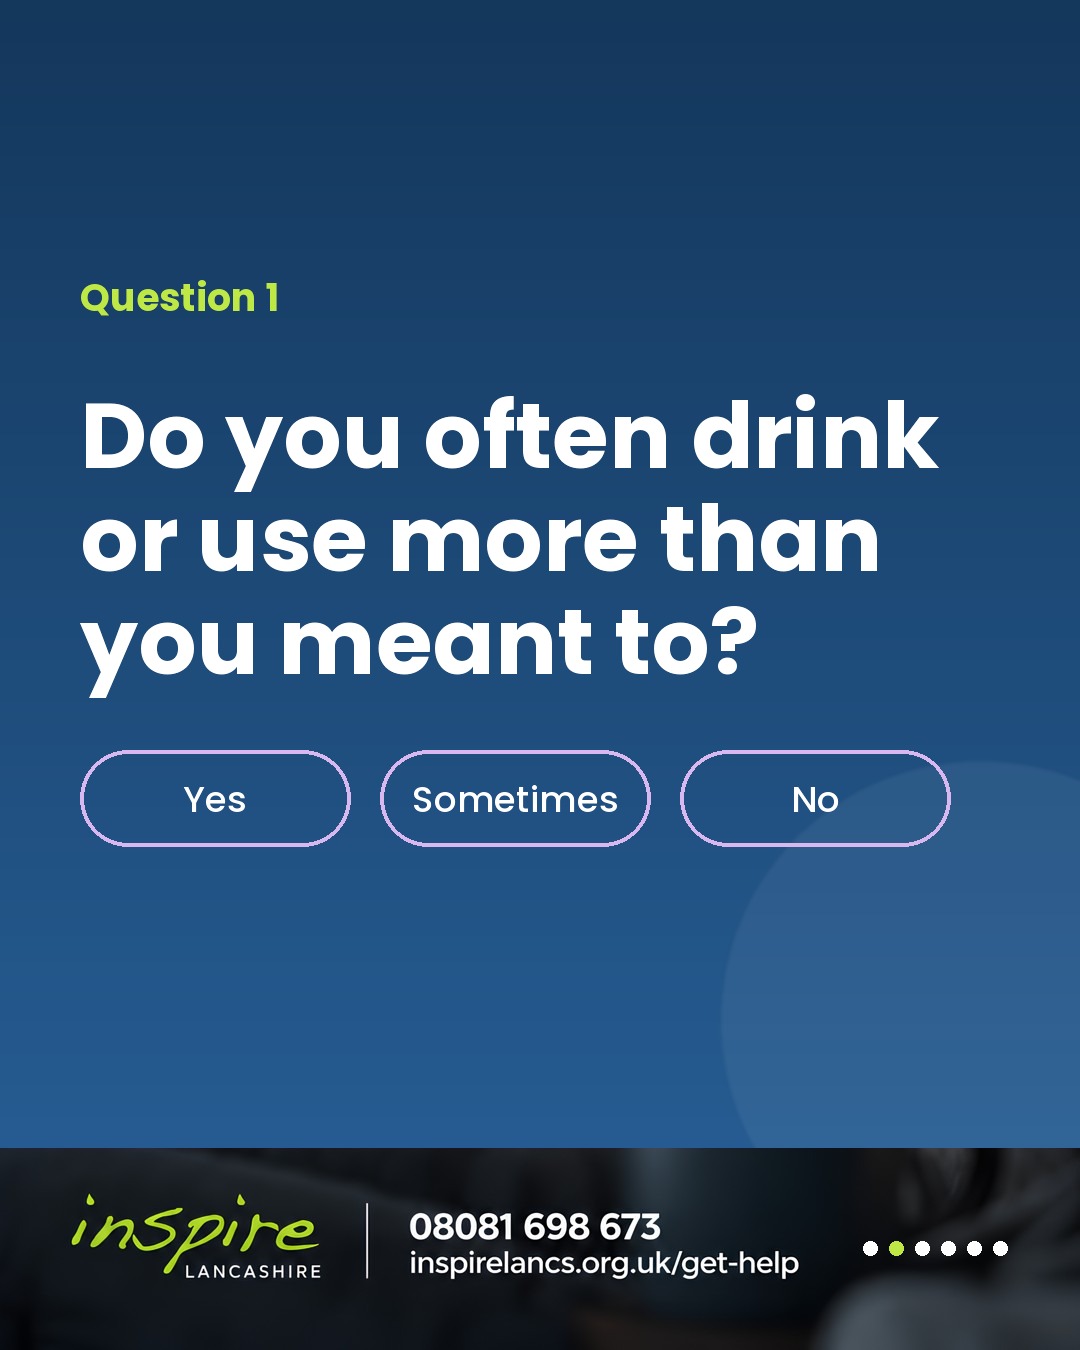 Question 1
Do you often drink
or use more than
you meant to?
Yes
Sometimes
No
inspire
LANCASHIRE
08081 698 673
inspirelancs.org.uk/get-help